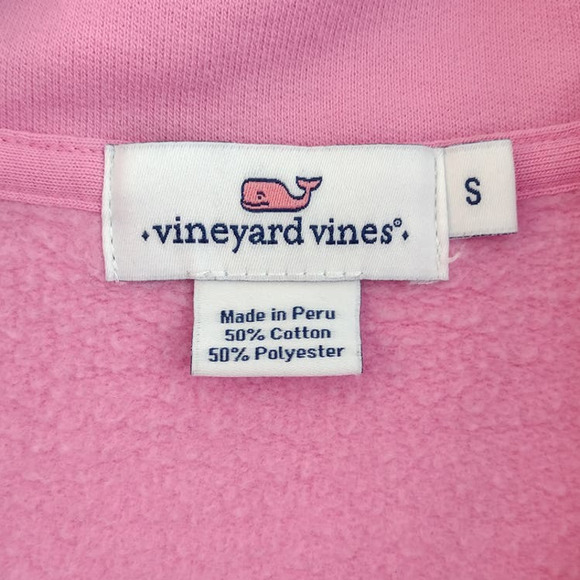 ·vineyard vines®·
S
Made in Peru
50% Cotton
50% Polyester